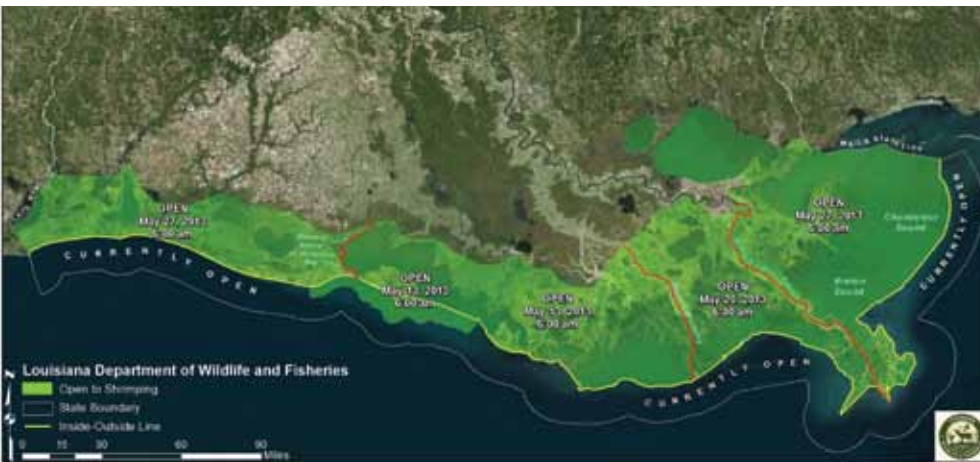 OPEN
May 27, 2013
6:00 am
CURRENTLY OPEN
OPEN
May 13, 2013
6:00 am
OPEN
May 13, 2013
6:00 am
OPEN
May 20, 2013
6:00 am
OPEN
May 27, 2013
6:00 am
Chandeleur
Sound
Breton
Sound
CURRENTLY OPEN
CURRENTLY OPEN
Louisiana Department of Wildlife and Fisheries
Open to Shrimping
State Boundary
Inside-Outside Line
N
0 15 30 60 90
Miles